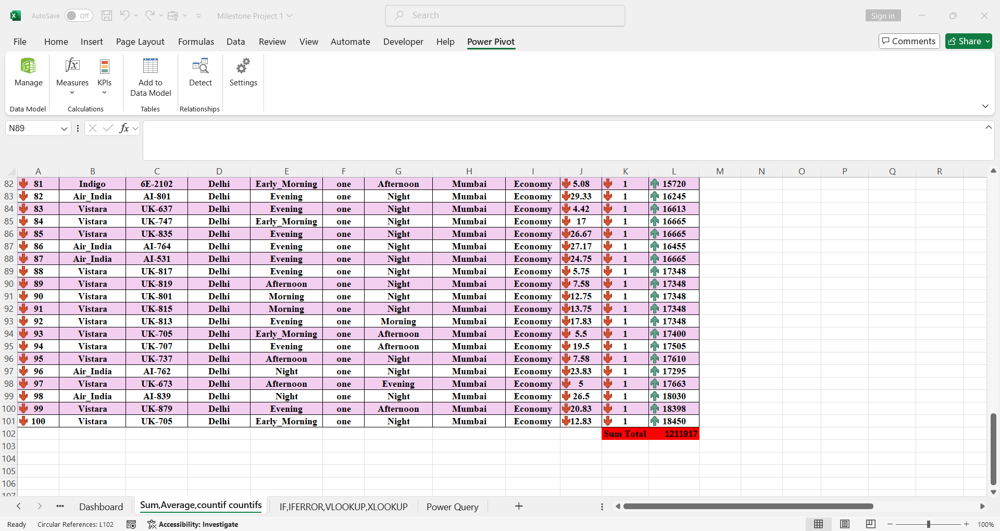 AutoSave Off Milestone Project 1 Search Sign in
File Home Insert Page Layout Formulas Data Review View Automate Developer Help Power Pivot Comments Share
Manage Measures KPIs Add to Data Model Detect Settings
Data Model Calculations Tables Relationships
N89 fx
A B C D E F G H I J K L M N O P Q R
82 81 Indigo 6E-2102 Delhi Early_Morning one Afternoon Mumbai Economy 5.08 1 15720
83 82 Air_India AI-801 Delhi Evening one Night Mumbai Economy 29.33 1 16245
84 83 Vistara UK-637 Delhi Evening one Night Mumbai Economy 4.42 1 16613
85 84 Vistara UK-747 Delhi Early_Morning one Night Mumbai Economy 17 1 16665
86 85 Vistara UK-835 Delhi Evening one Night Mumbai Economy 26.67 1 16665
87 86 Air_India AI-764 Delhi Evening one Night Mumbai Economy 27.17 1 16455
88 87 Air_India AI-531 Delhi Evening one Night Mumbai Economy 24.75 1 16665
89 88 Vistara UK-817 Delhi Evening one Night Mumbai Economy 5.75 1 17348
90 89 Vistara UK-819 Delhi Afternoon one Night Mumbai Economy 7.58 1 17348
91 90 Vistara UK-801 Delhi Morning one Night Mumbai Economy 12.75 1 17348
92 91 Vistara UK-815 Delhi Morning one Night Mumbai Economy 13.75 1 17348
93 92 Vistara UK-813 Delhi Evening one Morning Mumbai Economy 17.83 1 17348
94 93 Vistara UK-705 Delhi Early_Morning one Afternoon Mumbai Economy 5.5 1 17400
95 94 Vistara UK-707 Delhi Evening one Afternoon Mumbai Economy 19.5 1 17505
96 95 Vistara UK-737 Delhi Afternoon one Night Mumbai Economy 7.58 1 17610
97 96 Air_India AI-762 Delhi Night one Night Mumbai Economy 23.83 1 17295
98 97 Vistara UK-673 Delhi Afternoon one Evening Mumbai Economy 5 1 17663
99 98 Air_India AI-839 Delhi Night one Night Mumbai Economy 26.5 1 18030
100 99 Vistara UK-879 Delhi Evening one Afternoon Mumbai Economy 20.83 1 18398
101 100 Vistara UK-705 Delhi Early_Morning one Night Mumbai Economy 12.83 1 18450
102 Sum Total 1211917
103
104
105
106
107
Dashboard Sum,Average,countif countifs IF,IFERROR,VLOOKUP,XLOOKUP Power Query
Ready Circular References: L102 Accessibility: Investigate 100%